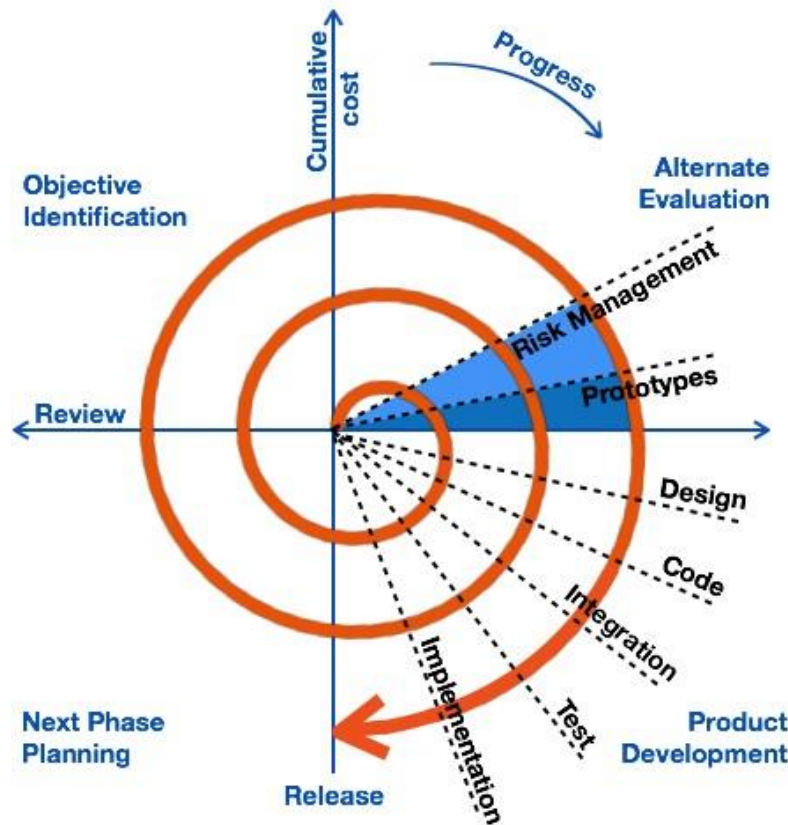 Cumulative
cost
Progress
Objective
Identification
Alternate
Evaluation
Risk Management
Prototypes
Review
Design
Code
Integration
Test
Implementation
Next Phase
Planning
Product
Development
Release